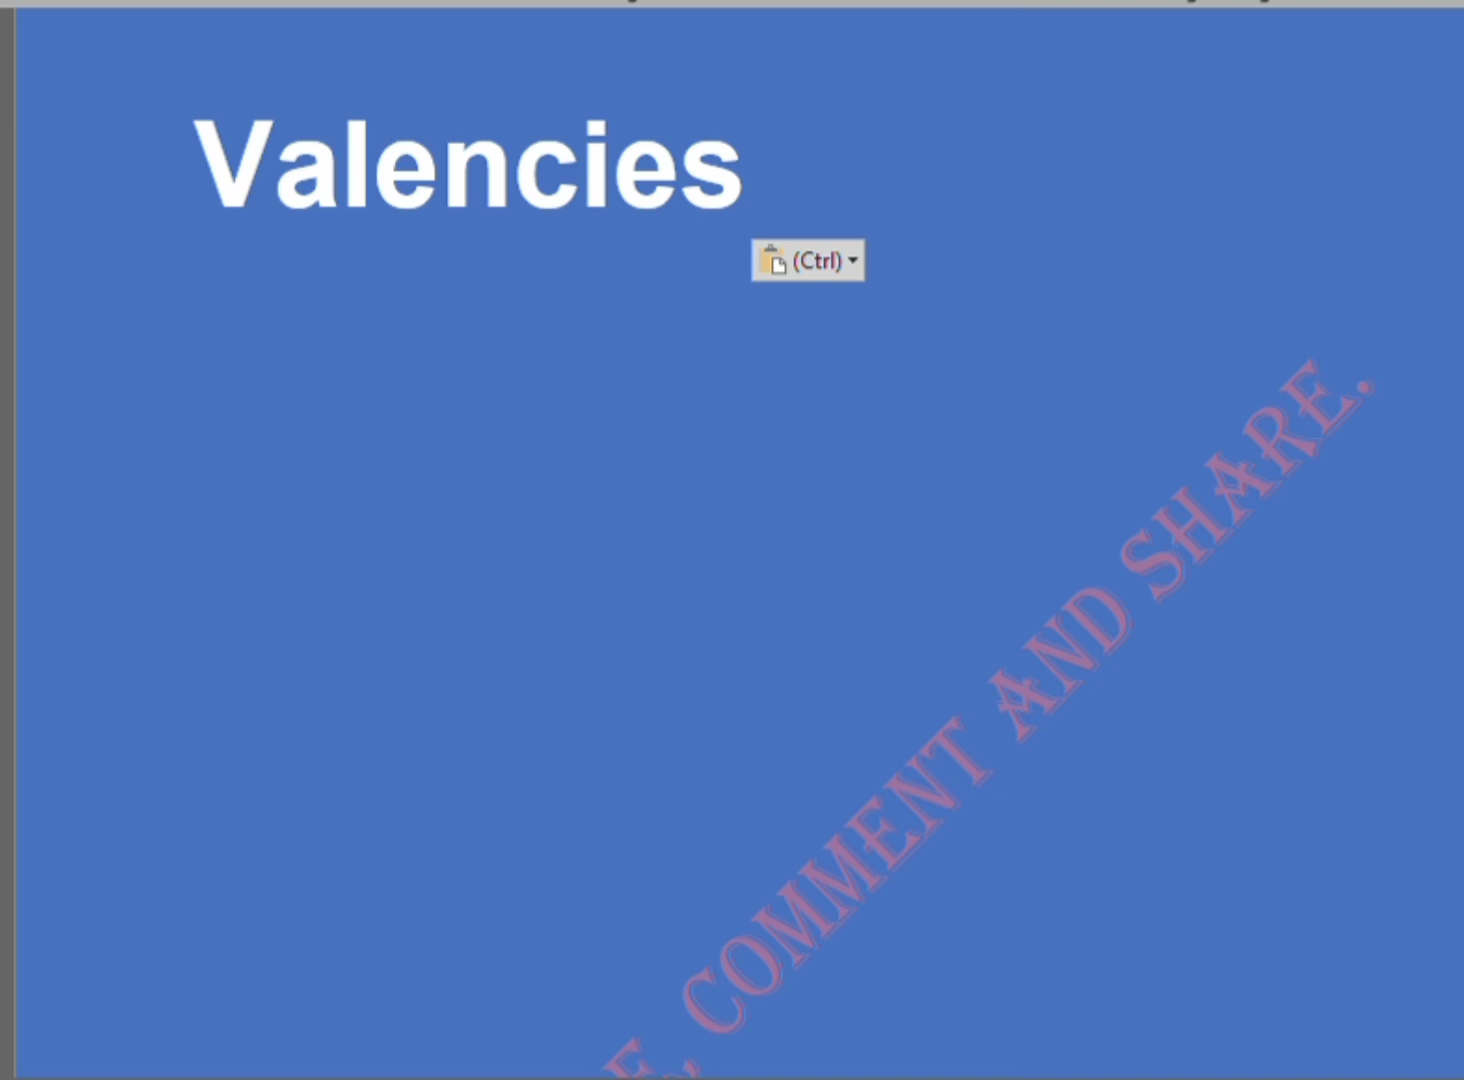 Valencies
(Ctrl)
, COMMENT AND SHARE.